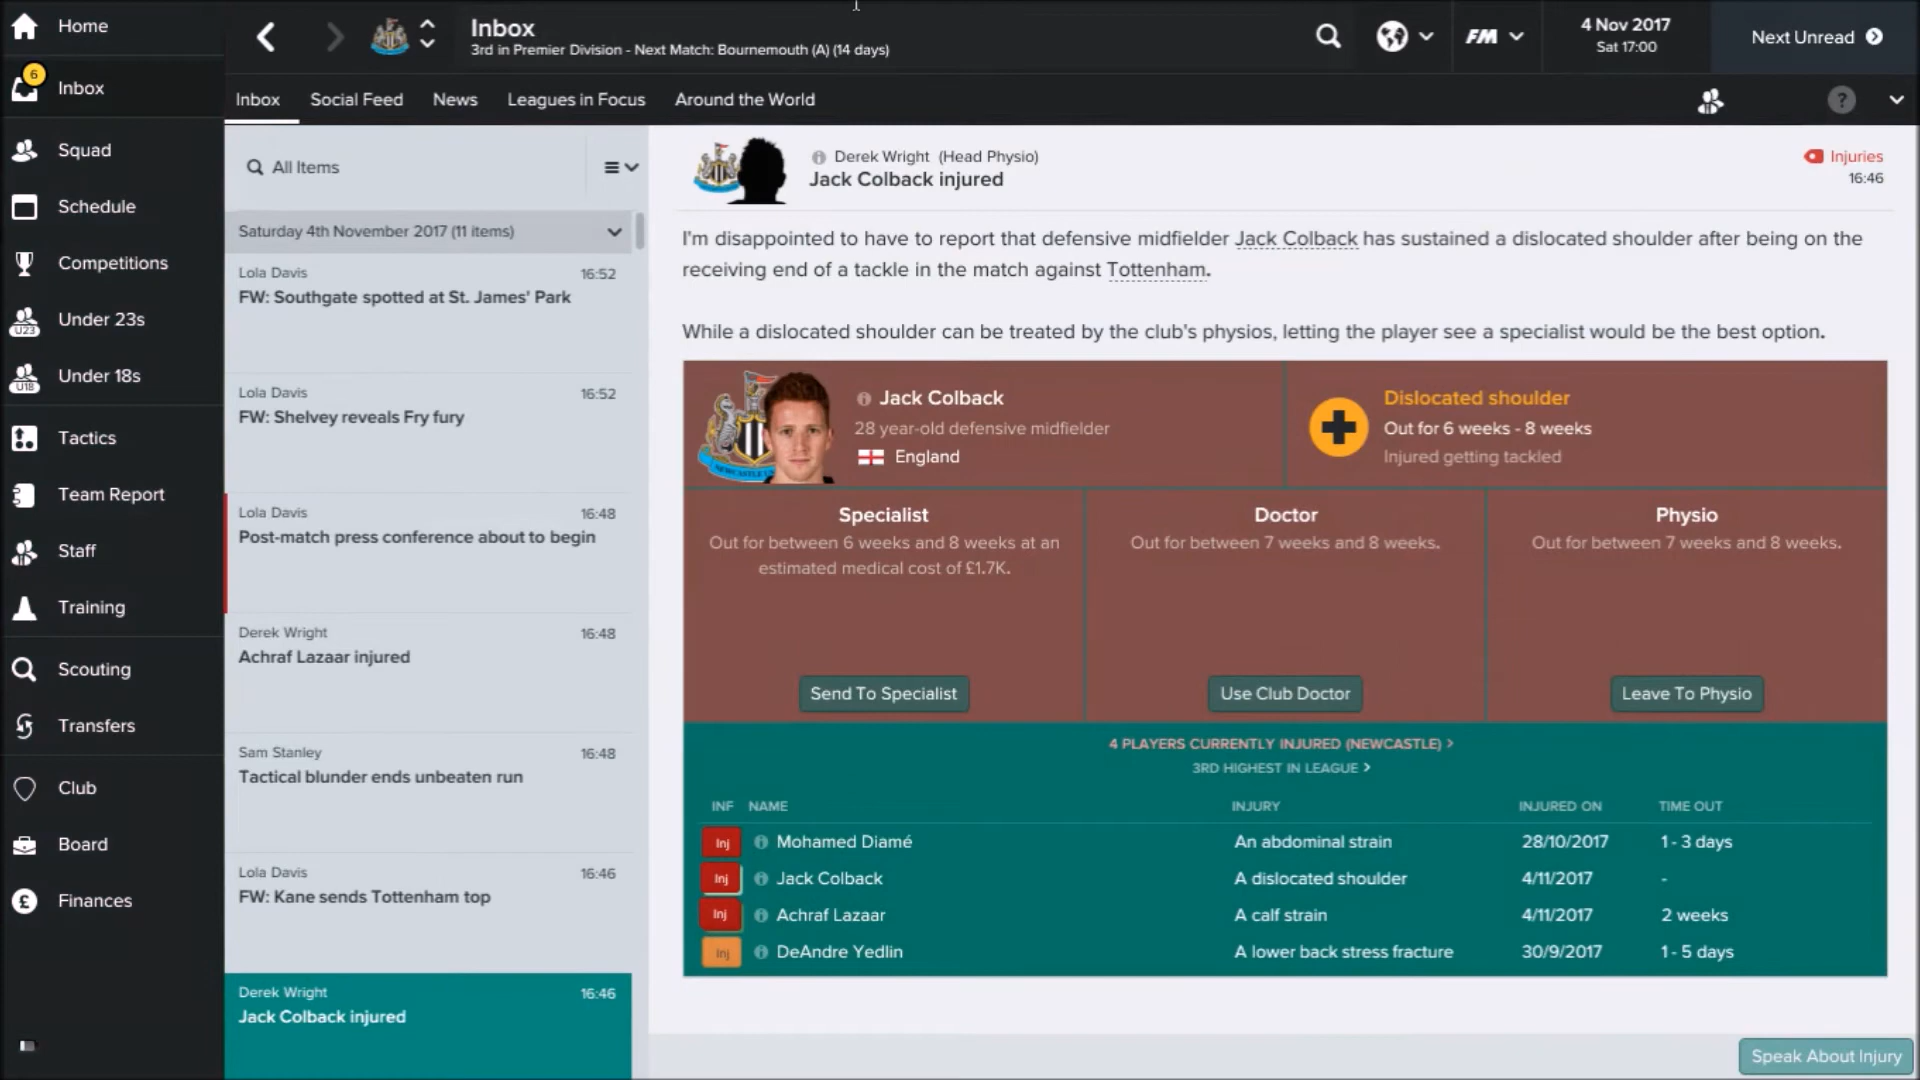 Home
6
Inbox
Squad
Schedule
Competitions
U23
Under 23s
U18
Under 18s
Tactics
Team Report
Staff
Training
Scouting
Transfers
Club
Board
£
Finances
Inbox
3rd in Premier Division - Next Match: Bournemouth (A) (14 days)
FM
4 Nov 2017
Sat 17:00
Next Unread
Inbox
Social Feed
News
Leagues in Focus
Around the World
?
All Items
Saturday 4th November 2017 (11 items)
Lola Davis 16:52
FW: Southgate spotted at St. James' Park
Lola Davis 16:52
FW: Shelvey reveals Fry fury
Lola Davis 16:48
Post-match press conference about to begin
Derek Wright 16:48
Achraf Lazaar injured
Sam Stanley 16:48
Tactical blunder ends unbeaten run
Lola Davis 16:46
FW: Kane sends Tottenham top
Derek Wright 16:46
Jack Colback injured
Derek Wright (Head Physio)
Jack Colback injured
Injuries
16:46
I'm disappointed to have to report that defensive midfielder Jack Colback has sustained a dislocated shoulder after being on the
receiving end of a tackle in the match against Tottenham.
While a dislocated shoulder can be treated by the club's physios, letting the player see a specialist would be the best option.
Jack Colback
28 year-old defensive midfielder
England
Dislocated shoulder
Out for 6 weeks - 8 weeks
Injured getting tackled
Specialist
Out for between 6 weeks and 8 weeks at an
estimated medical cost of £1.7K.
Send To Specialist
Doctor
Out for between 7 weeks and 8 weeks.
Use Club Doctor
Physio
Out for between 7 weeks and 8 weeks.
Leave To Physio
4 PLAYERS CURRENTLY INJURED (NEWCASTLE) >
3RD HIGHEST IN LEAGUE >
INF NAME INJURY INJURED ON TIME OUT
Inj Mohamed Diamé An abdominal strain 28/10/2017 1 - 3 days
Inj Jack Colback A dislocated shoulder 4/11/2017 -
Inj Achraf Lazaar A calf strain 4/11/2017 2 weeks
Inj DeAndre Yedlin A lower back stress fracture 30/9/2017 1 - 5 days
Speak About Injury